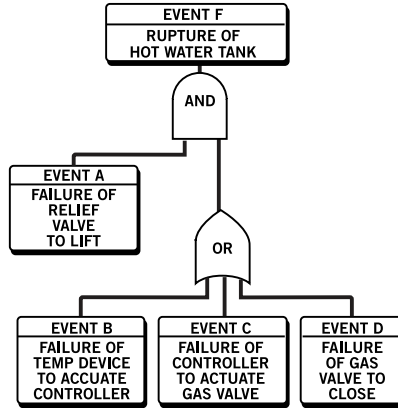 EVENT F
RUPTURE OF
HOT WATER TANK
AND
EVENT A
FAILURE OF
RELIEF
VALVE
TO LIFT
OR
EVENT B
FAILURE OF
TEMP DEVICE
TO ACCUATE
CONTROLLER
EVENT C
FAILURE OF
CONTROLLER
TO ACTUATE
GAS VALVE
EVENT D
FAILURE
OF GAS
VALVE TO
CLOSE